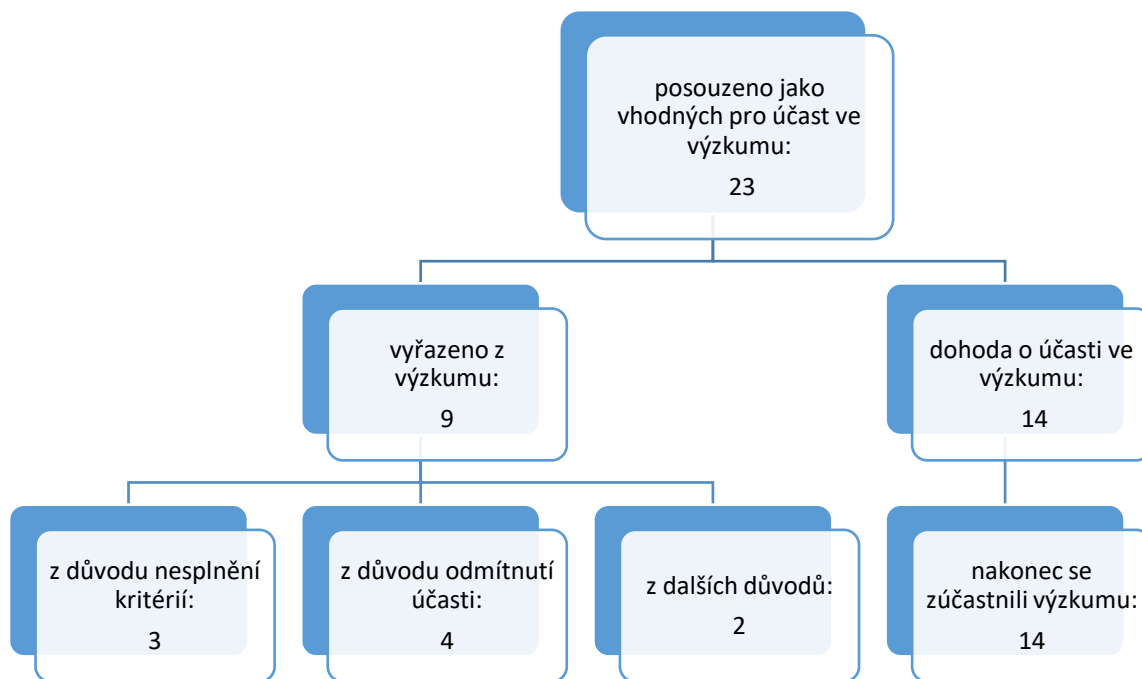 posouzeno jako
vhodných pro účast ve
výzkumu:
23
vyřazeno z
výzkumu:
9
dohoda o účasti ve
výzkumu:
14
z důvodu nesplnění
kritérií:
3
z důvodu odmítnutí
účasti:
4
z dalších důvodů:
2
nakonec se
zúčastnili výzkumu:
14